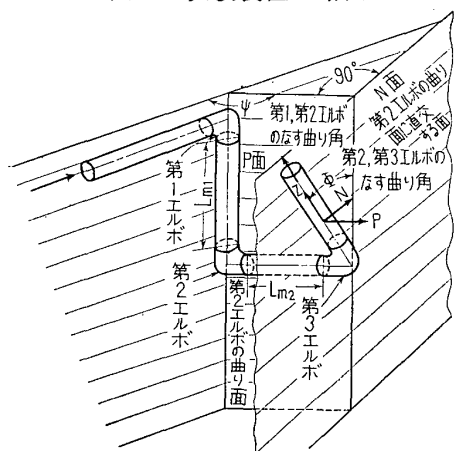 90°
ψ
N面
第2エルボの曲り
面に直交
する面
第1,第2エルボ
のなす曲り角
第2,第3エルボの
なす曲り角
P面
Φ
N
Z
P
第1エルボ
Lm1
第2エルボ
第2エルボの曲り面
Lm2
第3エルボ